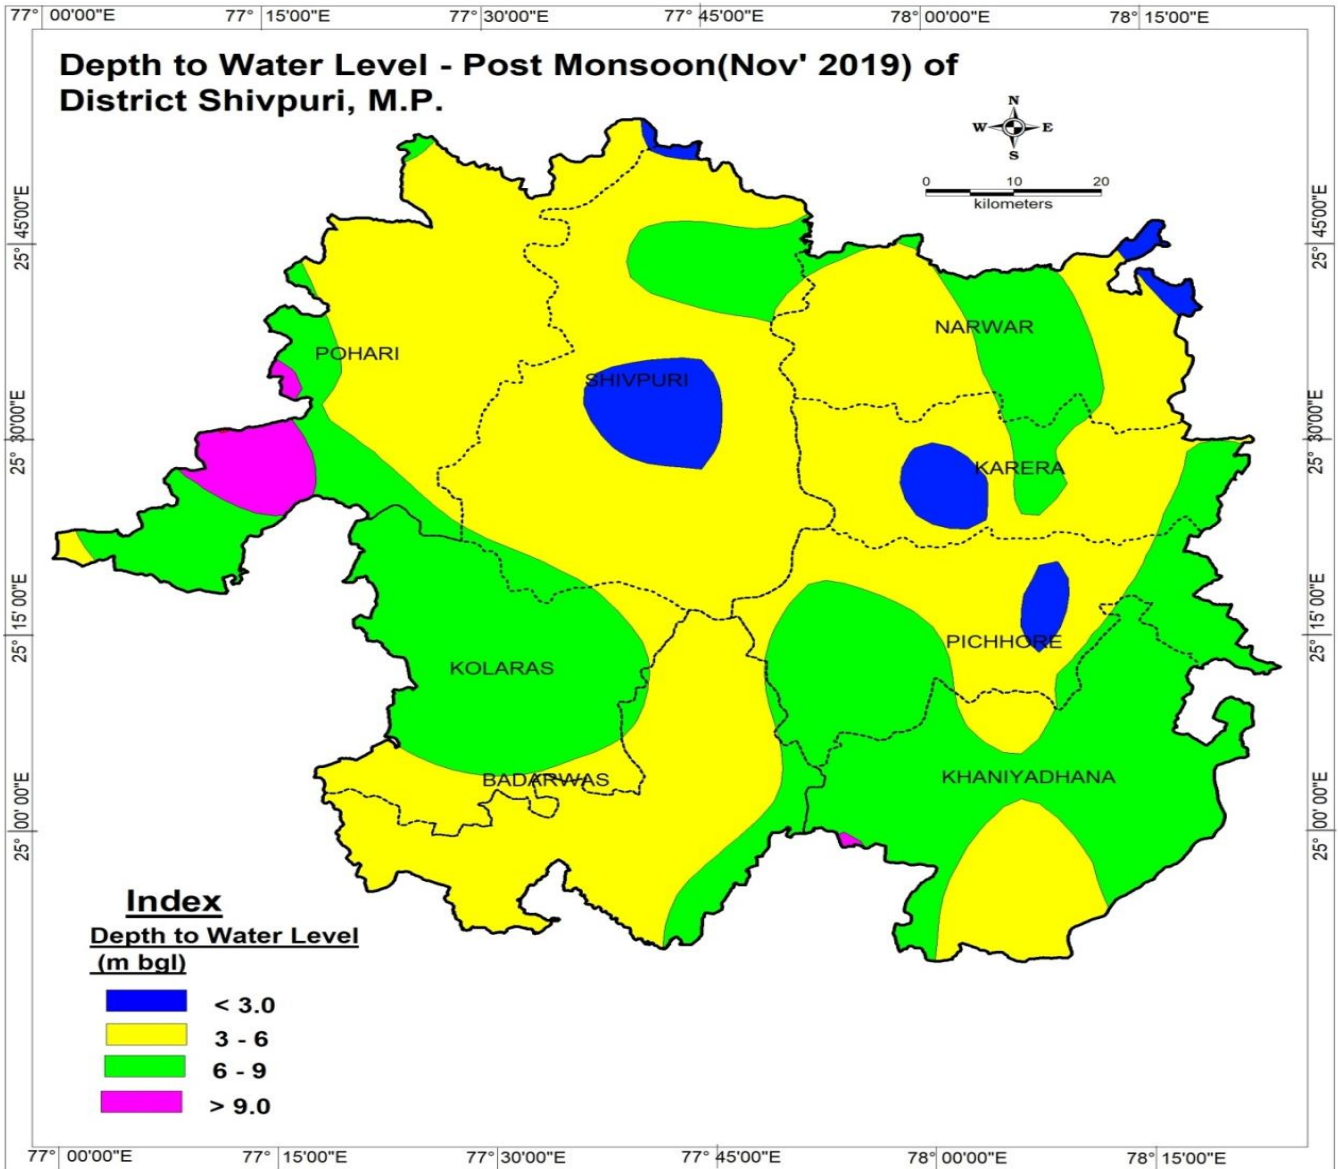 77° 00'00"E 77° 15'00"E 77° 30'00"E 77° 45'00"E 78° 00'00"E 78° 15'00"E
Depth to Water Level - Post Monsoon(Nov' 2019) of
District Shivpuri, M.P.
N
W E
S
0 10 20
kilometers
25° 45'00"E
25° 45'00"E
NARWAR
POHARI
SHIVPURI
25° 30'00"E
25° 30'00"E
KARERA
25° 15' 00"E
25° 15' 00"E
PICHHORE
KOLARAS
BADARWAS
KHANIYADHANA
25° 00' 00"E
25° 00' 00"E
Index
Depth to Water Level
(m bgl)
< 3.0
3 - 6
6 - 9
> 9.0
77° 00'00"E 77° 15'00"E 77° 30'00"E 77° 45'00"E 78° 00'00"E 78° 15'00"E